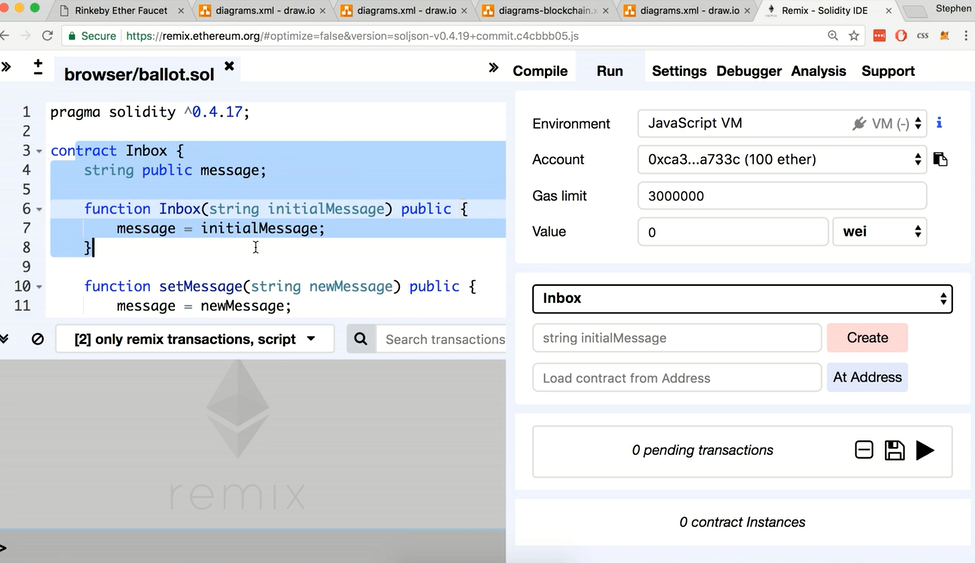 Rinkeby Ether Faucet × diagrams.xml - draw.io × diagrams.xml - draw.io × diagrams-blockchain.x × diagrams.xml - draw.io × Remix - Solidity IDE × Stephen
Secure https://remix.ethereum.org/#optimize=false&version=soljson-v0.4.19+commit.c4cbbb05.js CSS
browser/ballot.sol × Compile Run Settings Debugger Analysis Support
1 pragma solidity ^0.4.17;
2
3 contract Inbox {
4 string public message;
5
6 function Inbox(string initialMessage) public {
7 message = initialMessage;
8 }
9
10 function setMessage(string newMessage) public {
11 message = newMessage;
[2] only remix transactions, script Search transactions
remix
>
Environment JavaScript VM VM (-) i
Account 0xca3...a733c (100 ether)
Gas limit 3000000
Value 0 wei
Inbox
string initialMessage Create
Load contract from Address At Address
0 pending transactions
0 contract Instances